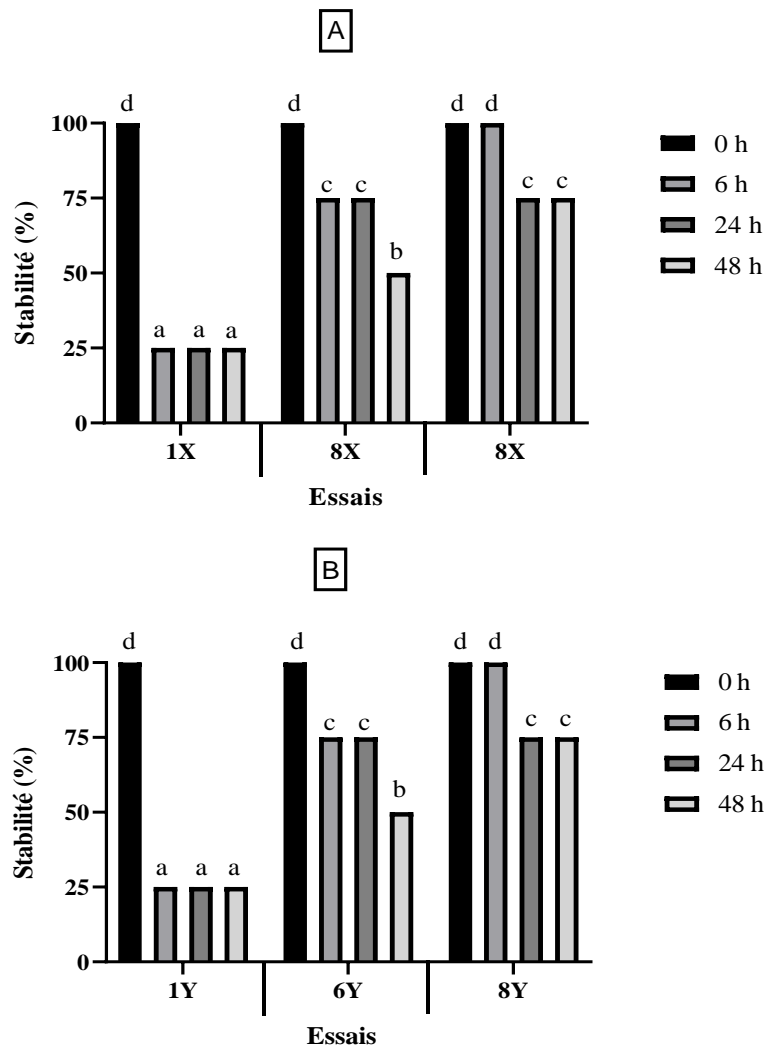 A
d d d d
100
c c c c
75
b
50
a a a
25
0
Stabilité (%)
1X 8X 8X
Essais
0 h
6 h
24 h
48 h
B
d d d d
100
c c c c
75
b
50
a a a
25
0
Stabilité (%)
1Y 6Y 8Y
Essais
0 h
6 h
24 h
48 h